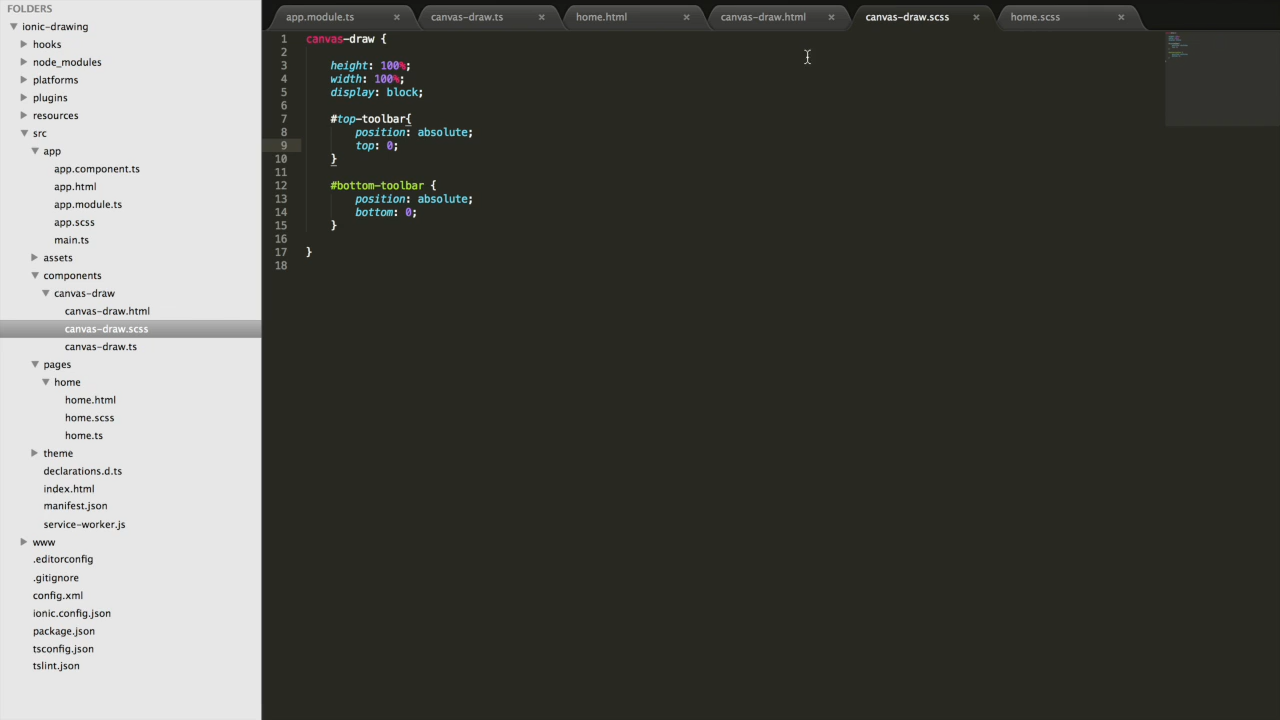 FOLDERS
ionic-drawing
hooks
node_modules
platforms
plugins
resources
src
app
app.component.ts
app.html
app.module.ts
app.scss
main.ts
assets
components
canvas-draw
canvas-draw.html
canvas-draw.scss
canvas-draw.ts
pages
home
home.html
home.scss
home.ts
theme
declarations.d.ts
index.html
manifest.json
service-worker.js
www
.editorconfig
.gitignore
config.xml
ionic.config.json
package.json
tsconfig.json
tslint.json
app.module.ts × canvas-draw.ts × home.html × canvas-draw.html × canvas-draw.scss × home.scss ×
1 canvas-draw {
2
3 height: 100%;
4 width: 100%;
5 display: block;
6
7 #top-toolbar{
8 position: absolute;
9 top: 0;
10 }
11
12 #bottom-toolbar {
13 position: absolute;
14 bottom: 0;
15 }
16
17 }
18